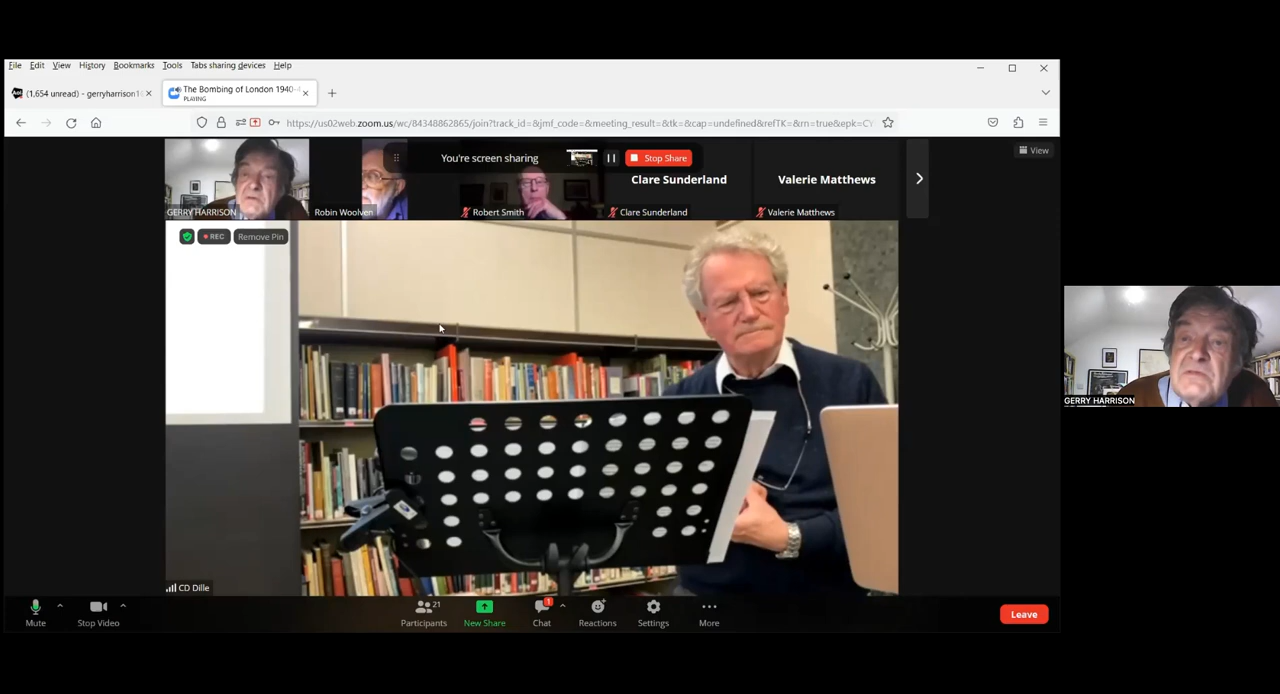 File Edit View History Bookmarks Tools Tabs sharing devices Help
(1,654 unread) - gerryharrison1
The Bombing of London 1940-4
PLAYING
https://us02web.zoom.us/wc/84348862865/join?track_id=&jmf_code=&meeting_result=&tk=&cap=undefined&refTK=&rn=true&epk=CY
You're screen sharing
Stop Share
View
Clare Sunderland
Valerie Matthews
GERRY HARRISON
Robin Woolven
Robert Smith
Clare Sunderland
Valerie Matthews
REC
Remove Pin
GERRY HARRISON
CD Dille
21
1
Mute
Stop Video
Participants
New Share
Chat
Reactions
Settings
More
Leave